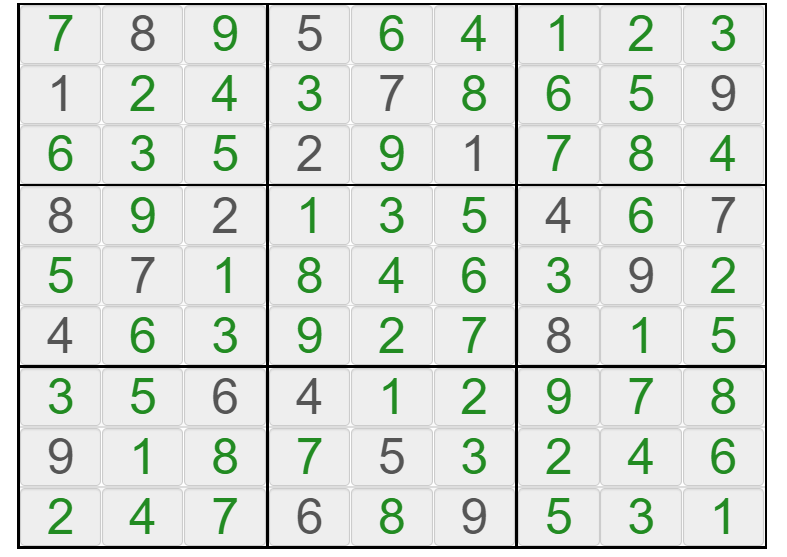 7 8 9 5 6 4 1 2 3
1 2 4 3 7 8 6 5 9
6 3 5 2 9 1 7 8 4
8 9 2 1 3 5 4 6 7
5 7 1 8 4 6 3 9 2
4 6 3 9 2 7 8 1 5
3 5 6 4 1 2 9 7 8
9 1 8 7 5 3 2 4 6
2 4 7 6 8 9 5 3 1